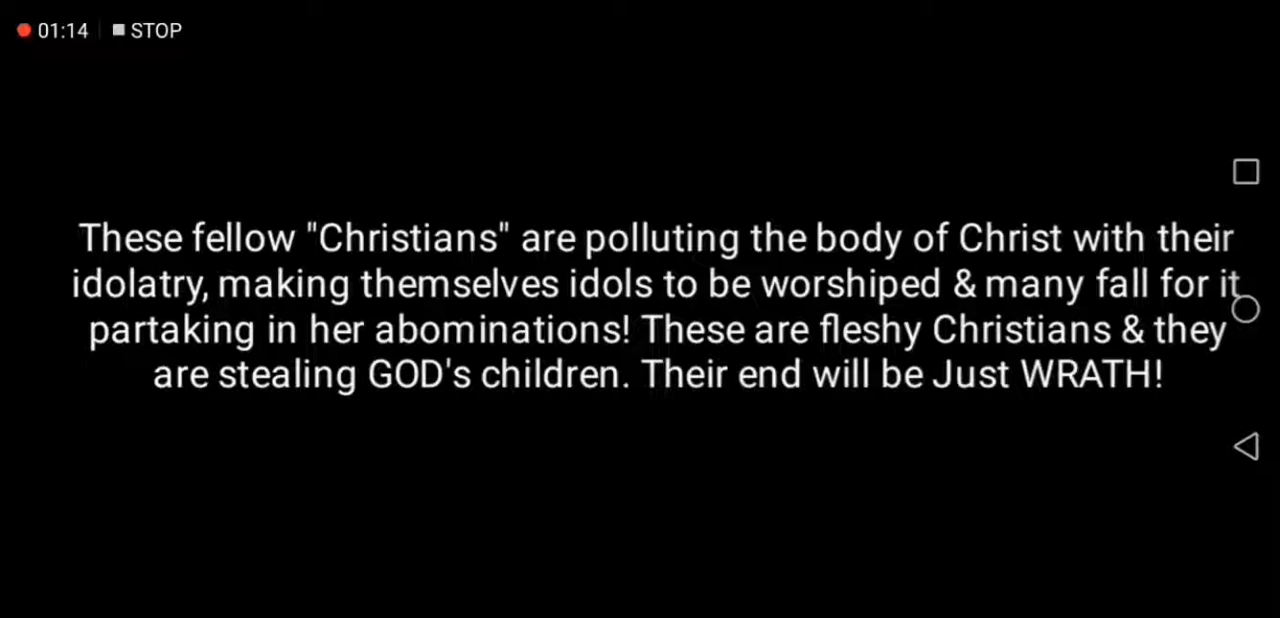 01:14 STOP
These fellow "Christians" are polluting the body of Christ with their
idolatry, making themselves idols to be worshiped & many fall for it
partaking in her abominations! These are fleshy Christians & they
are stealing GOD's children. Their end will be Just WRATH!